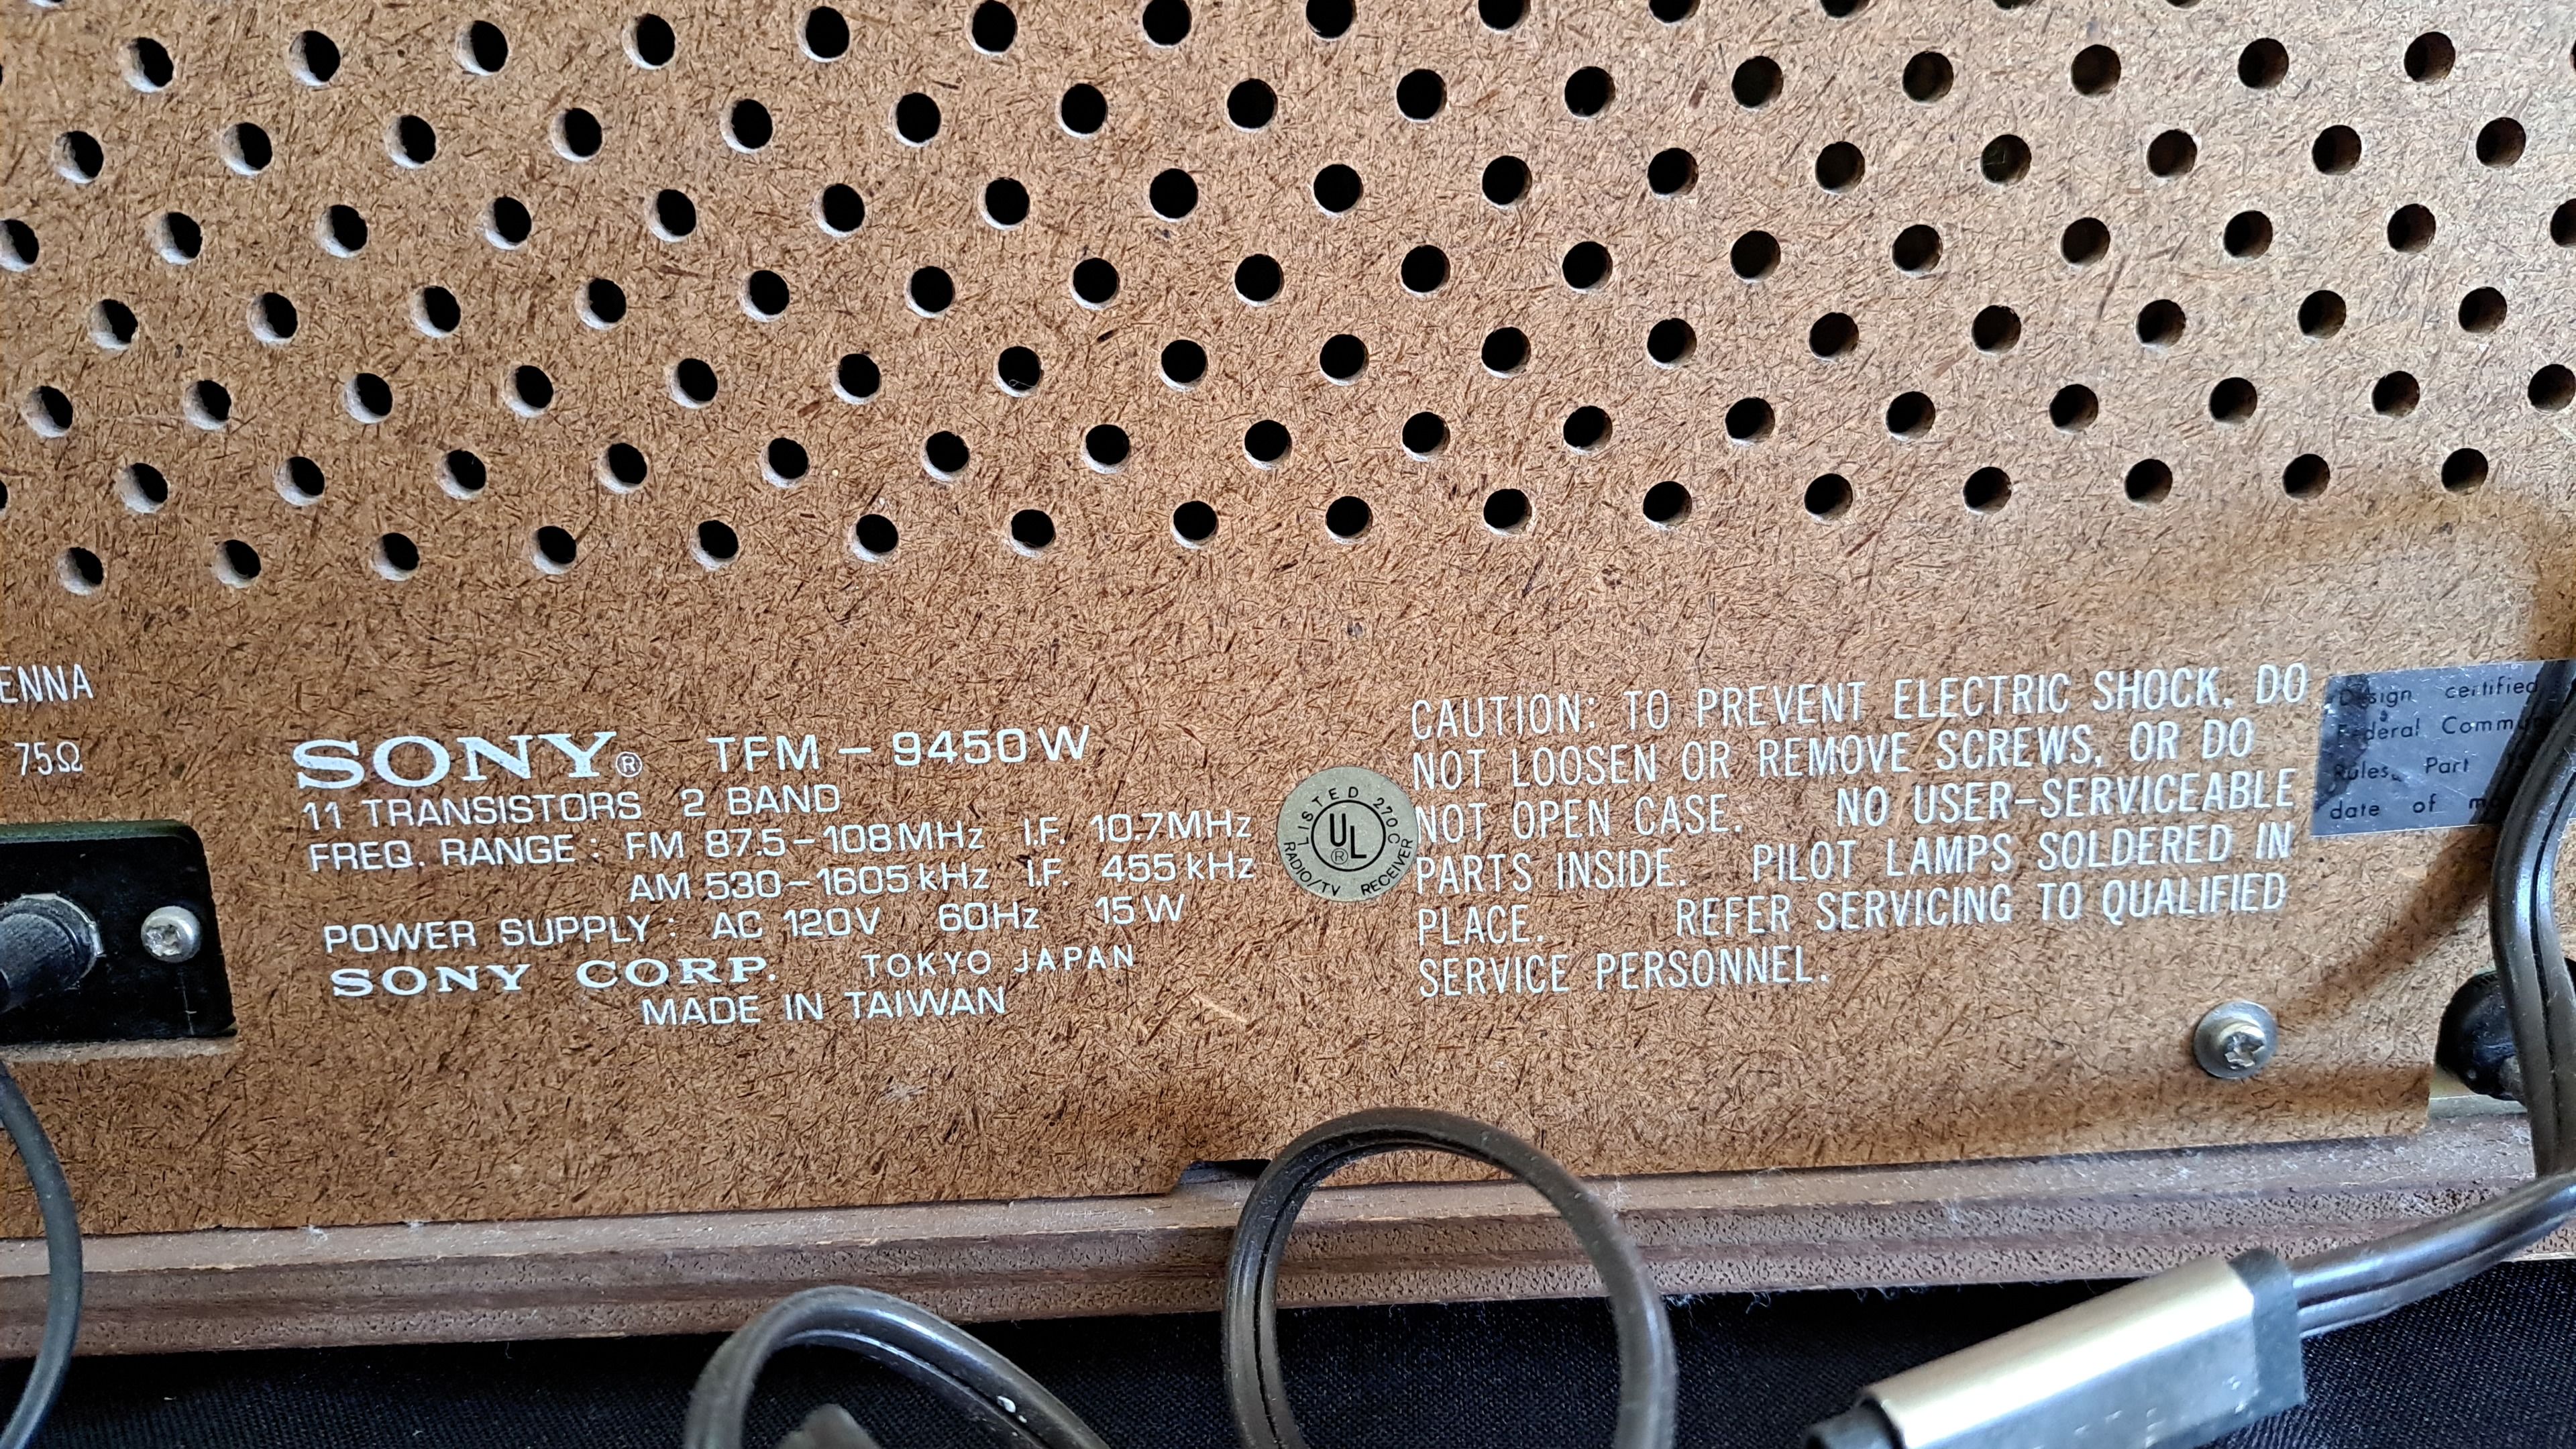 ENNA
75Ω
SONY® TFM-9450W
11 TRANSISTORS 2 BAND
FREQ. RANGE: FM 87.5-108MHz I.F. 10.7MHz
AM 530-1605kHz I.F. 455kHz
POWER SUPPLY: AC 120V 60Hz 15W
SONY CORP. TOKYO JAPAN
MADE IN TAIWAN
LISTED 270C
UL®
RADIO/TV RECEIVER
CAUTION: TO PREVENT ELECTRIC SHOCK, DO
NOT LOOSEN OR REMOVE SCREWS, OR DO
NOT OPEN CASE. NO USER-SERVICEABLE
PARTS INSIDE. PILOT LAMPS SOLDERED IN
PLACE. REFER SERVICING TO QUALIFIED
SERVICE PERSONNEL.
Design certified
Federal Commu
Rules, Part
date of m